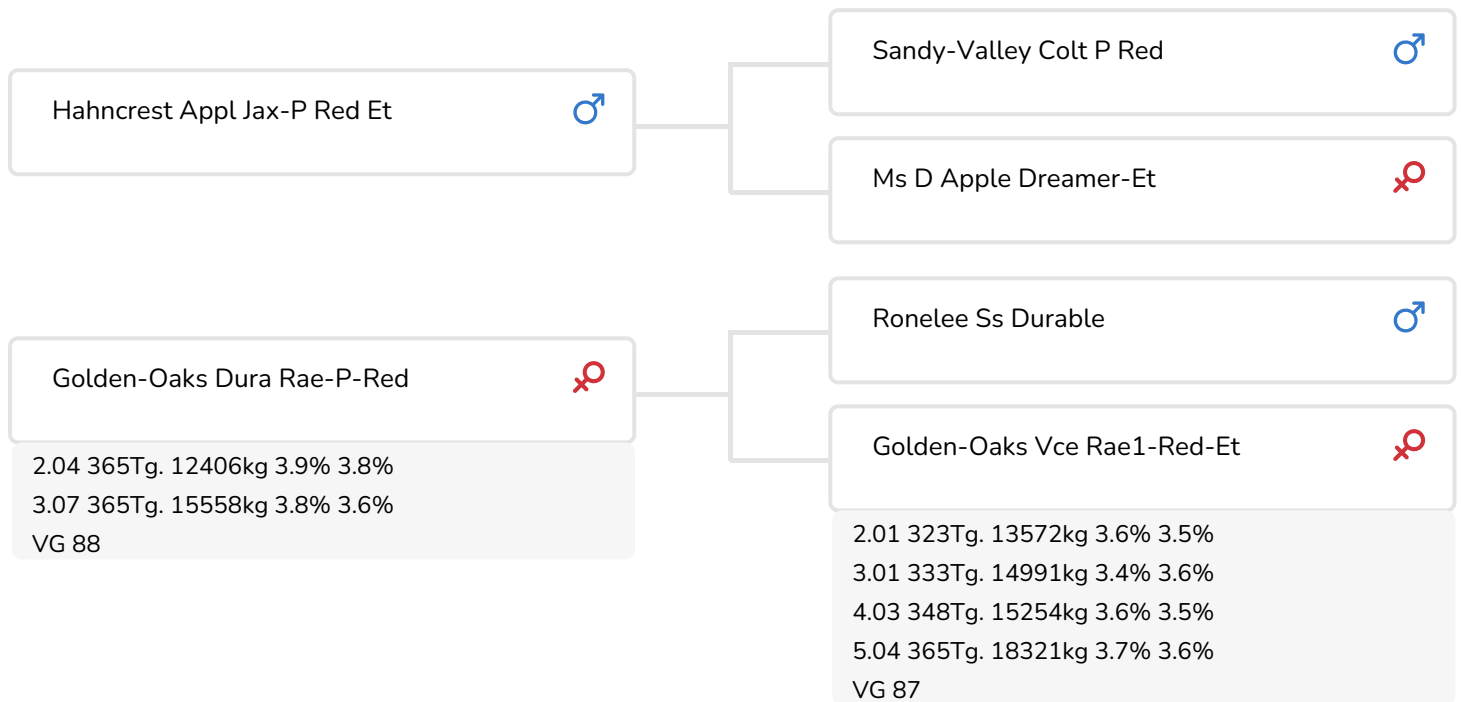 Hahncrest Appl Jax-P Red Et
Sandy-Valley Colt P Red
Ms D Apple Dreamer-Et
Golden-Oaks Dura Rae-P-Red
2.04 365Tg. 12406kg 3.9% 3.8%
3.07 365Tg. 15558kg 3.8% 3.6%
VG 88
Ronelee Ss Durable
Golden-Oaks Vce Rae1-Red-Et
2.01 323Tg. 13572kg 3.6% 3.5%
3.01 333Tg. 14991kg 3.4% 3.6%
4.03 348Tg. 15254kg 3.6% 3.5%
5.04 365Tg. 18321kg 3.7% 3.6%
VG 87